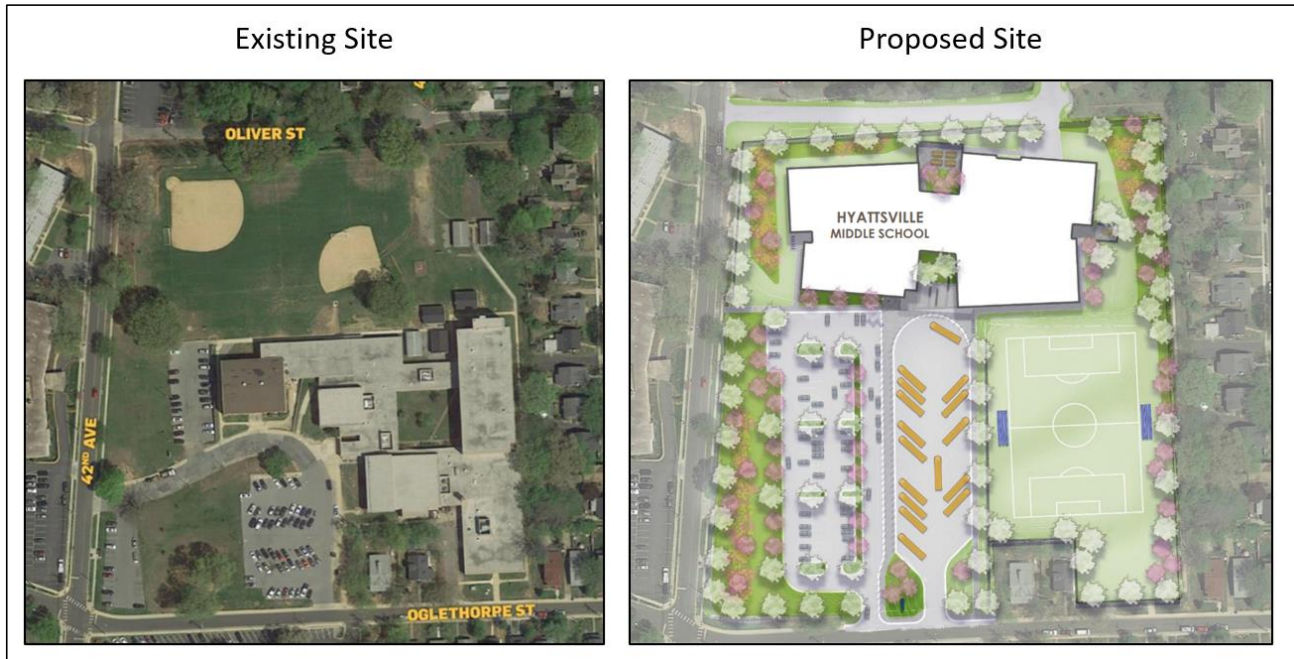 Existing Site
Proposed Site
OLIVER ST
42ND AVE
OGLETHORPE ST
HYATTSVILLE
MIDDLE SCHOOL